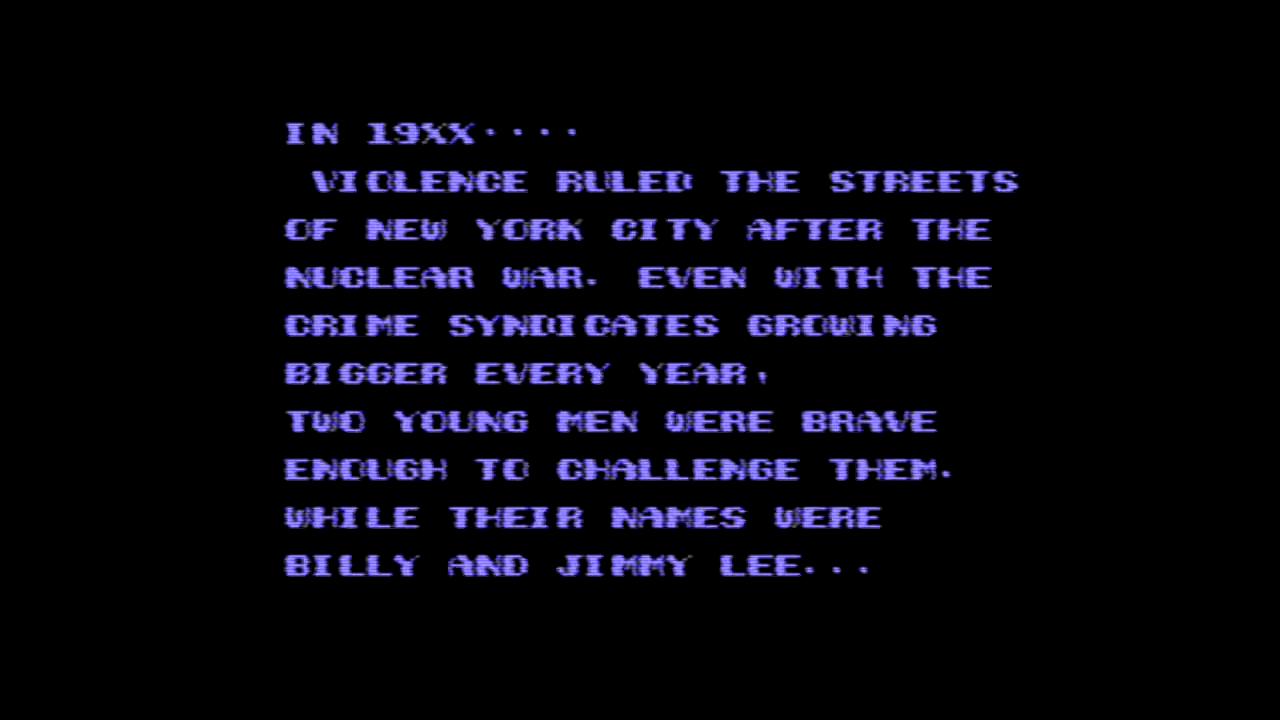 IN 19XX····
VIOLENCE RULED THE STREETS
OF NEW YORK CITY AFTER THE
NUCLEAR WAR. EVEN WITH THE
CRIME SYNDICATES GROWING
BIGGER EVERY YEAR,
TWO YOUNG MEN WERE BRAVE
ENOUGH TO CHALLENGE THEM.
WHILE THEIR NAMES WERE
BILLY AND JIMMY LEE...